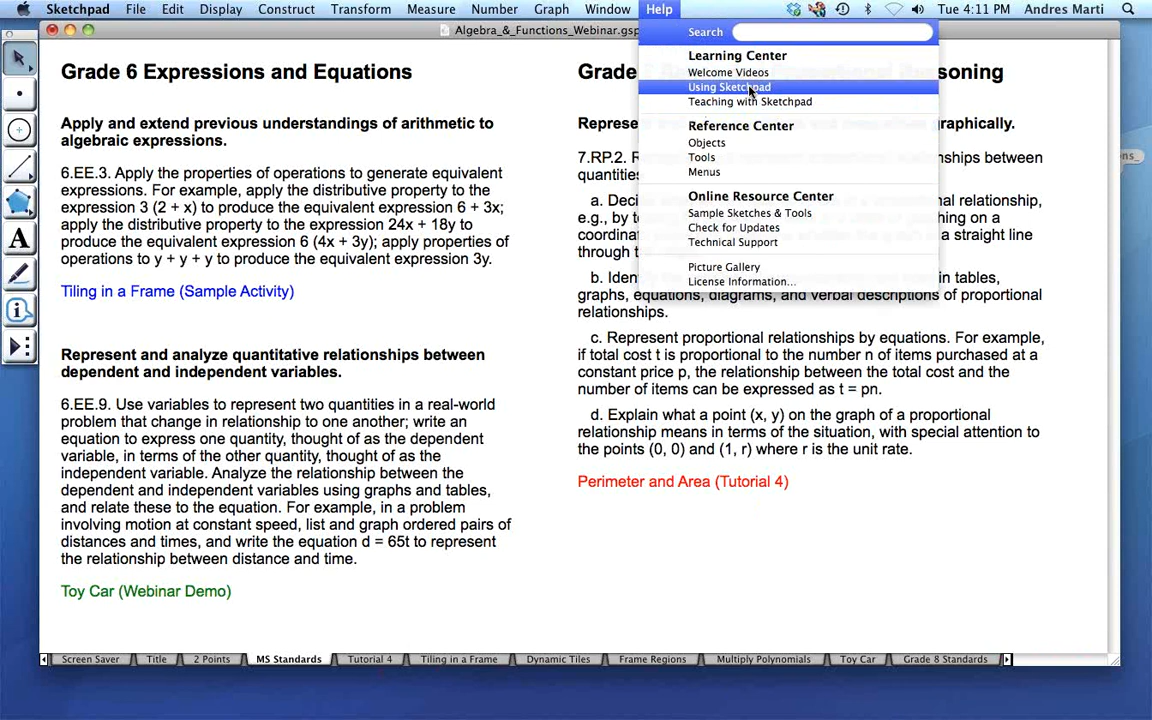 Sketchpad File Edit Display Construct Transform Measure Number Graph Window Help Tue 4:11 PM Andres Marti
Algebra_&_Functions_Webinar.gsp
Search
Learning Center
Welcome Videos
Using Sketchpad
Teaching with Sketchpad
Reference Center
Objects
Tools
Menus
Online Resource Center
Sample Sketches & Tools
Check for Updates
Technical Support
Picture Gallery
License Information...
Grade 6 Expressions and Equations
Apply and extend previous understandings of arithmetic to
algebraic expressions.
6.EE.3. Apply the properties of operations to generate equivalent
expressions. For example, apply the distributive property to the
expression 3 (2 + x) to produce the equivalent expression 6 + 3x;
apply the distributive property to the expression 24x + 18y to
produce the equivalent expression 6 (4x + 3y); apply properties of
operations to y + y + y to produce the equivalent expression 3y.
Tiling in a Frame (Sample Activity)
Represent and analyze quantitative relationships between
dependent and independent variables.
6.EE.9. Use variables to represent two quantities in a real-world
problem that change in relationship to one another; write an
equation to express one quantity, thought of as the dependent
variable, in terms of the other quantity, thought of as the
independent variable. Analyze the relationship between the
dependent and independent variables using graphs and tables,
and relate these to the equation. For example, in a problem
involving motion at constant speed, list and graph ordered pairs of
distances and times, and write the equation d = 65t to represent
the relationship between distance and time.
Toy Car (Webinar Demo)
Grade soning
Represe graphically.
7.RP.2. R ships between
quantitie
a. Deci al relationship,
e.g., by t hing on a
coordina a straight line
through t
b. Iden in tables,
graphs, equations, diagrams, and verbal descriptions of proportional
relationships.
c. Represent proportional relationships by equations. For example,
if total cost t is proportional to the number n of items purchased at a
constant price p, the relationship between the total cost and the
number of items can be expressed as t = pn.
d. Explain what a point (x, y) on the graph of a proportional
relationship means in terms of the situation, with special attention to
the points (0, 0) and (1, r) where r is the unit rate.
Perimeter and Area (Tutorial 4)
A
Screen Saver Title 2 Points MS Standards Tutorial 4 Tiling in a Frame Dynamic Tiles Frame Regions Multiply Polynomials Toy Car Grade 8 Standards